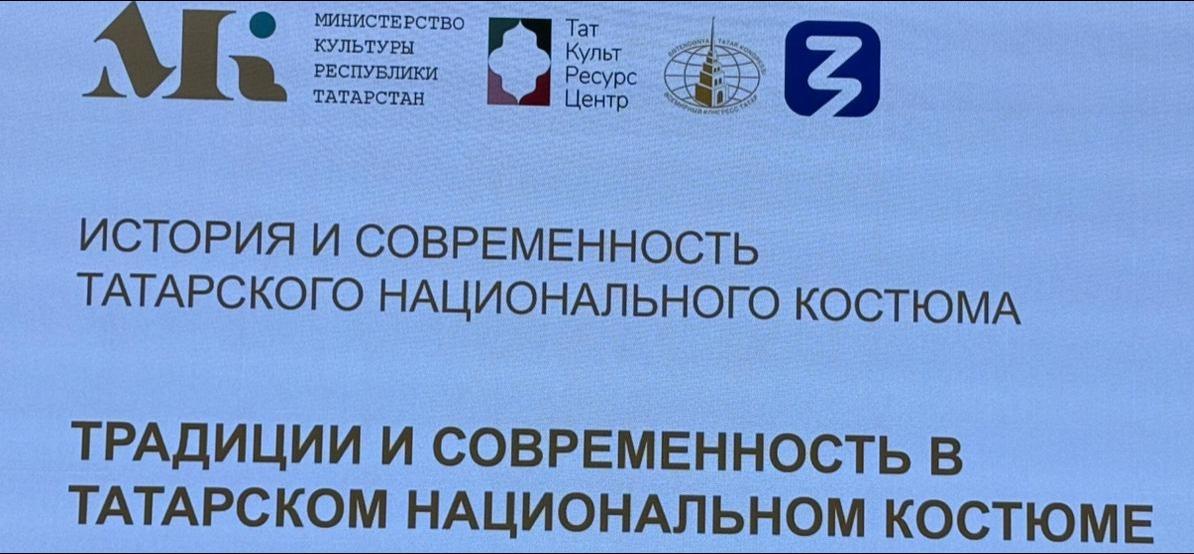 МИНИСТЕРСТВО
КУЛЬТУРЫ
РЕСПУБЛИКИ
ТАТАРСТАН
Тат
Культ
Ресурс
Центр
ИСТОРИЯ И СОВРЕМЕННОСТЬ
ТАТАРСКОГО НАЦИОНАЛЬНОГО КОСТЮМА
ТРАДИЦИИ И СОВРЕМЕННОСТЬ В
ТАТАРСКОМ НАЦИОНАЛЬНОМ КОСТЮМЕ